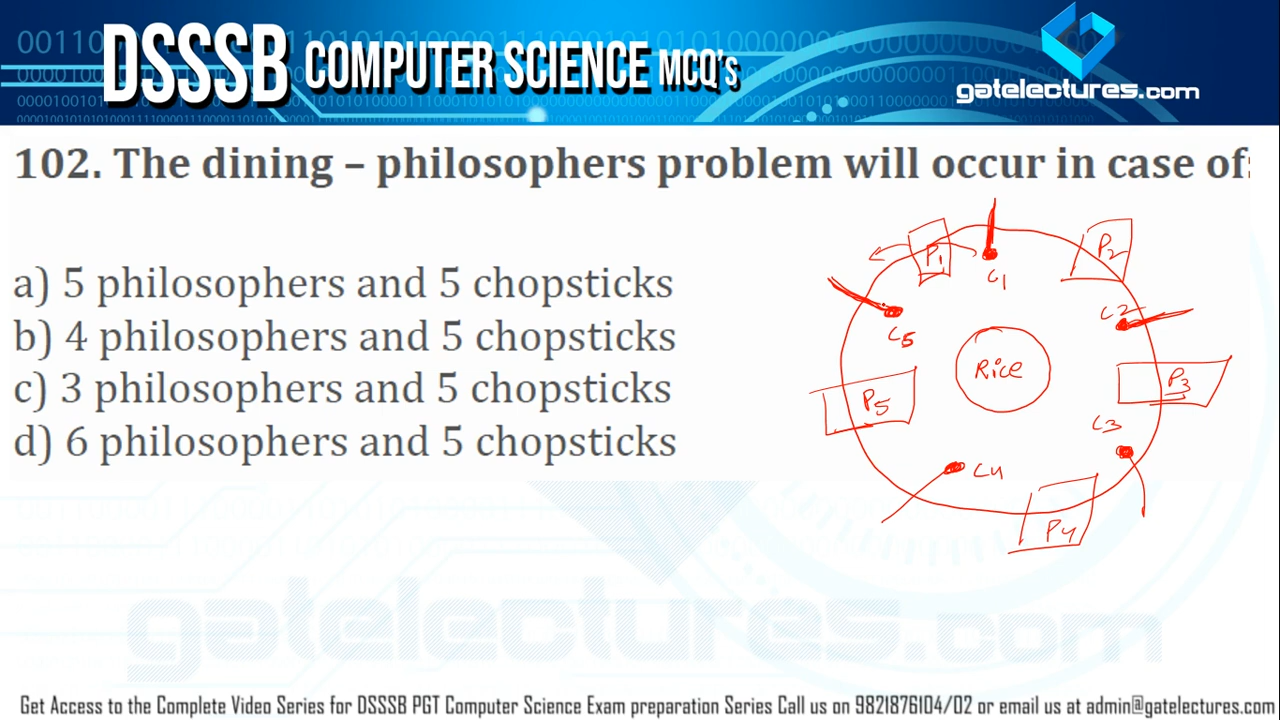 DSSSB COMPUTER SCIENCE MCQ's
gatelectures.com
102. The dining – philosophers problem will occur in case of:
a) 5 philosophers and 5 chopsticks
b) 4 philosophers and 5 chopsticks
c) 3 philosophers and 5 chopsticks
d) 6 philosophers and 5 chopsticks
P1
P2
C1
C2
C5
Rice
P3
P5
C3
C4
P4
gatelectures.com
Get Access to the Complete Video Series for DSSSB PGT Computer Science Exam preparation Series Call us on 9821876104/02 or email us at admin@gatelectures.com